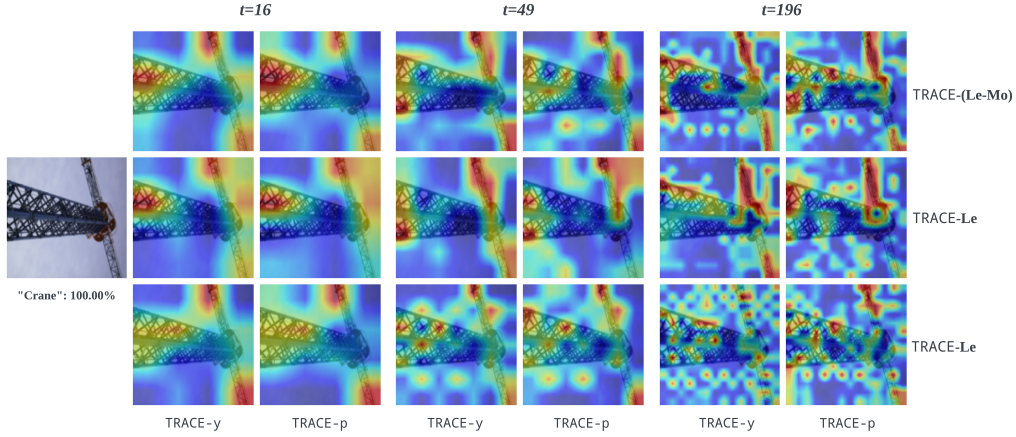 t=16 t=49 t=196
TRACE-(Le-Mo)
TRACE-Le
"Crane": 100.00%
TRACE-Le
TRACE-y TRACE-p TRACE-y TRACE-p TRACE-y TRACE-p